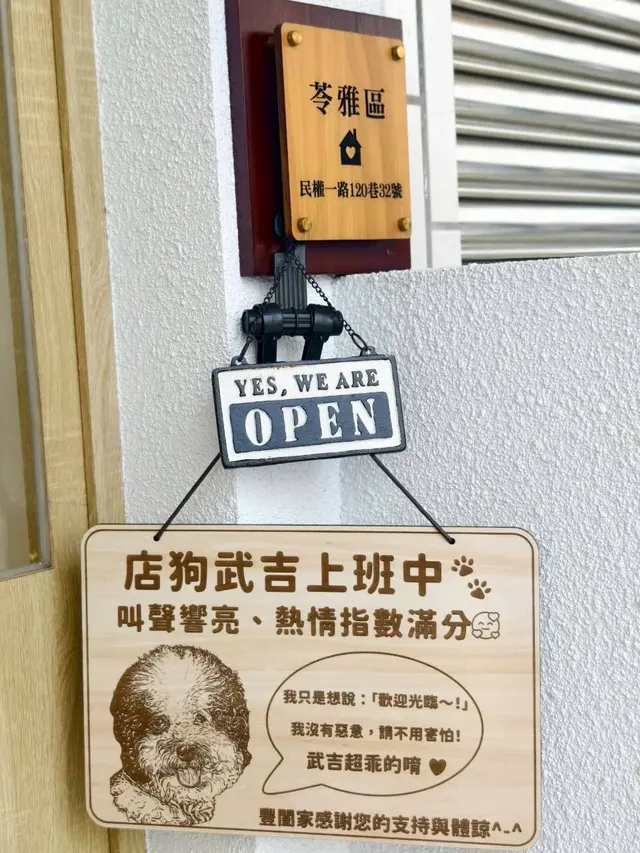 苓雅區
民權一路120巷32號
YES, WE ARE
OPEN
店狗武吉上班中
叫聲響亮、熱情指數滿分
我只是想說：「歡迎光臨～!」
我沒有惡意，請不用害怕!
武吉超乖的唷
豐閣家感謝您的支持與體諒^-^